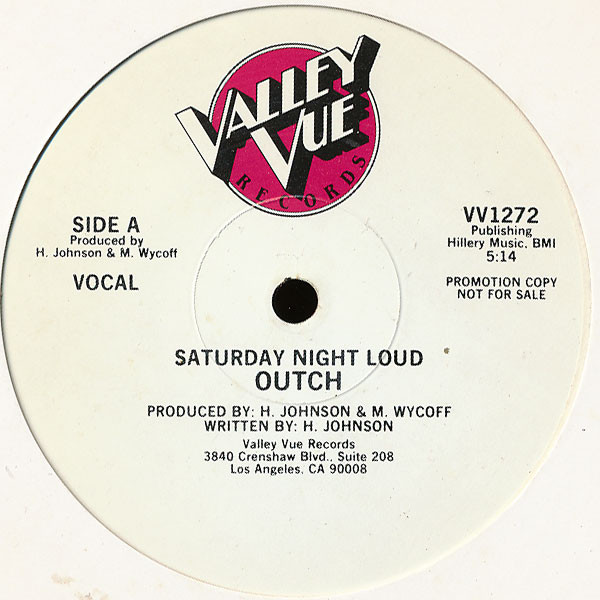 VALLEY
VUE
RECORDS
SIDE A
Produced by
H. Johnson & M. Wycoff
VOCAL
VV1272
Publishing
Hillery Music, BMI
5:14
PROMOTION COPY
NOT FOR SALE
SATURDAY NIGHT LOUD
OUTCH
PRODUCED BY: H. JOHNSON & M. WYCOFF
WRITTEN BY: H. JOHNSON
Valley Vue Records
3840 Crenshaw Blvd., Suite 208
Los Angeles, CA 90008